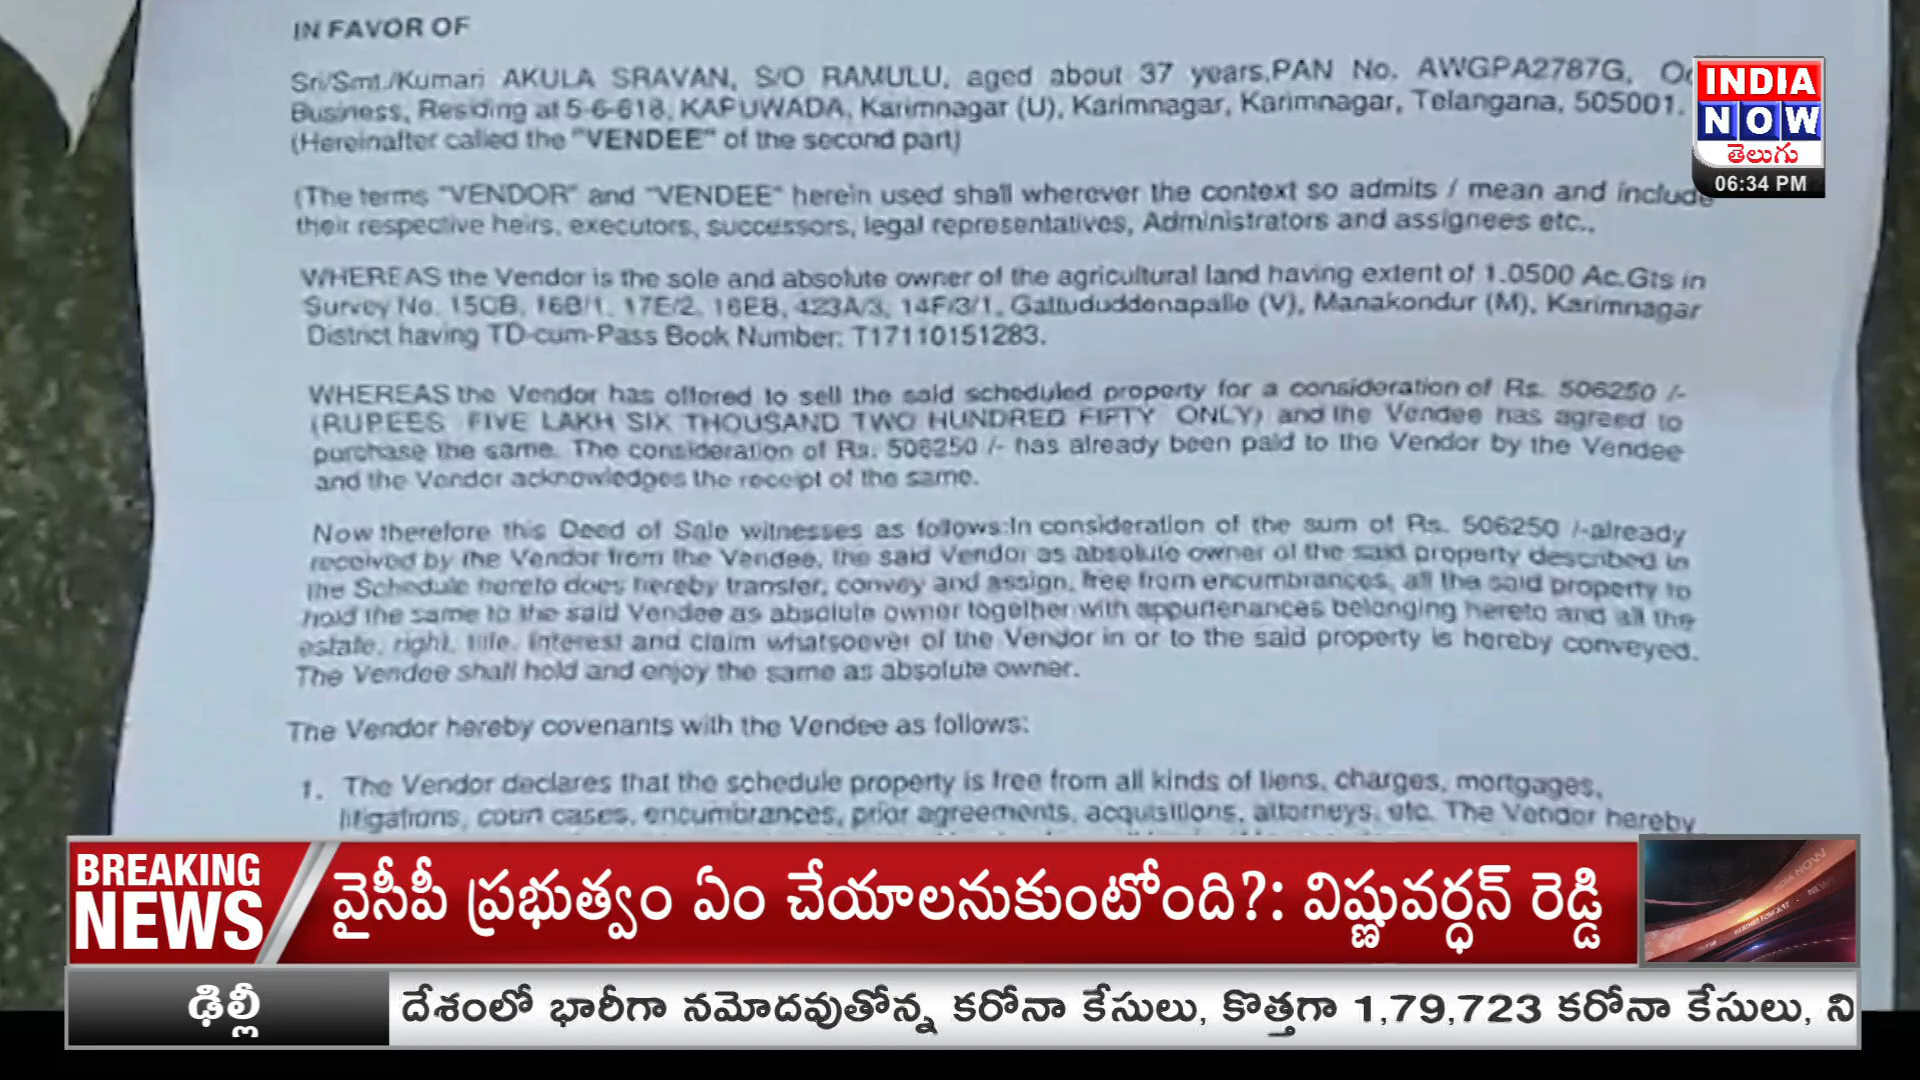 IN FAVOR OF
Sri/Smt./Kumari AKULA SRAVAN, S/O RAMULU, aged about 37 years,PAN No. AWGPA2787G,
Business, Residing at 5-6-618, KAPUWADA, Karimnagar (U), Karimnagar, Karimnagar, Telangana, 505001.
(Hereinafter called the "VENDEE" of the second part)
(The terms "VENDOR" and "VENDEE" herein used shall wherever the context so admits / mean and include
their respective heirs, executors, successors, legal representatives, Administrators and assignees etc.,
WHEREAS the Vendor is the sole and absolute owner of the agricultural land having extent of 1.0500 Ac.Gts in
Survey No. 16B/1, 17E/2, 423A/3, 14F/3/1, Gattududdenapalle (V), Manakondur (M), Karimnagar
District having TD-cum-Pass Book Number: T17110151283.
WHEREAS the Vendor has offered to sell the said scheduled property for a consideration of Rs. 506250 /-
(RUPEES FIVE LAKH SIX THOUSAND TWO HUNDRED FIFTY ONLY) and the Vendee has agreed to
purchase the same. The consideration of Rs. 506250 /- has already been paid to the Vendor by the Vendee
and the Vendor acknowledges the receipt of the same.
Now therefore this Deed of Sale witnesses as follows:In consideration of the sum of Rs. 506250 /-already
received by the Vendor from the Vendee, the said Vendor as absolute owner of the said property described in
the Schedule hereto does hereby transfer, convey and assign, free from encumbrances, all the said property to
hold the same to the said Vendee as absolute owner together with appurtenances belonging hereto and all the
estate, right, title, interest and claim whatsoever of the Vendor in or to the said property is hereby conveyed.
The Vendee shall hold and enjoy the same as absolute owner.
The Vendor hereby covenants with the Vendee as follows:
1. The Vendor declares that the schedule property is free from all kinds of liens, charges, mortgages,
litigations, court cases, encumbrances, prior agreements, acquisitions, attorneys, etc. The Vendor hereby
INDIA
NOW
తెలుగు
06:34 PM
BREAKING
NEWS
వైసీపీ ప్రభుత్వం ఏం చేయాలనుకుంటోంది?: విష్ణువర్ధన్ రెడ్డి
ఢిల్లీ
దేశంలో భారీగా నమోదవుతోన్న కరోనా కేసులు, కొత్తగా 1,79,723 కరోనా కేసులు, ని